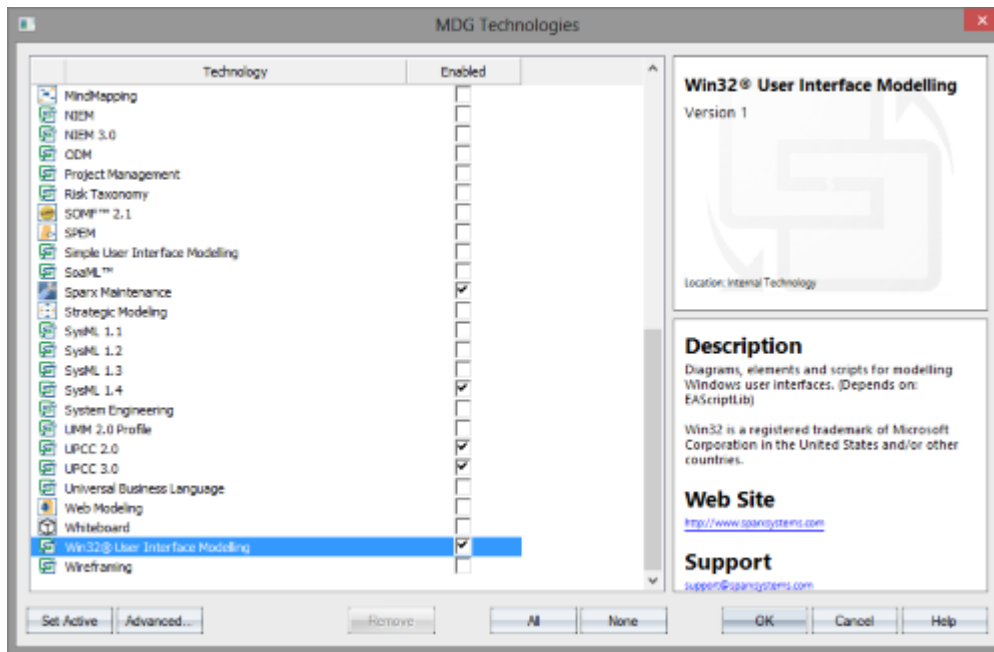 MDG Technologies
Technology Enabled
MindMapping
NIEM
NIEM 3.0
ODM
Project Management
Risk Taxonomy
SOMF™ 2.1
SPEM
Simple User Interface Modelling
SoaML™
Sparx Maintenance
Strategic Modeling
SysML 1.1
SysML 1.2
SysML 1.3
SysML 1.4
System Engineering
UMM 2.0 Profile
UPCC 2.0
UPCC 3.0
Universal Business Language
Web Modeling
Whiteboard
Win32® User Interface Modelling
Wireframing
Win32® User Interface Modelling
Version 1
Location: Internal Technology
Description
Diagrams, elements and scripts for modelling
Windows user interfaces. (Depends on:
EAScriptLib)
Win32 is a registered trademark of Microsoft
Corporation in the United States and/or other
countries.
Web Site
http://www.sparxsystems.com
Support
support@sparxsystems.com
Set Active Advanced... Remove All None OK Cancel Help